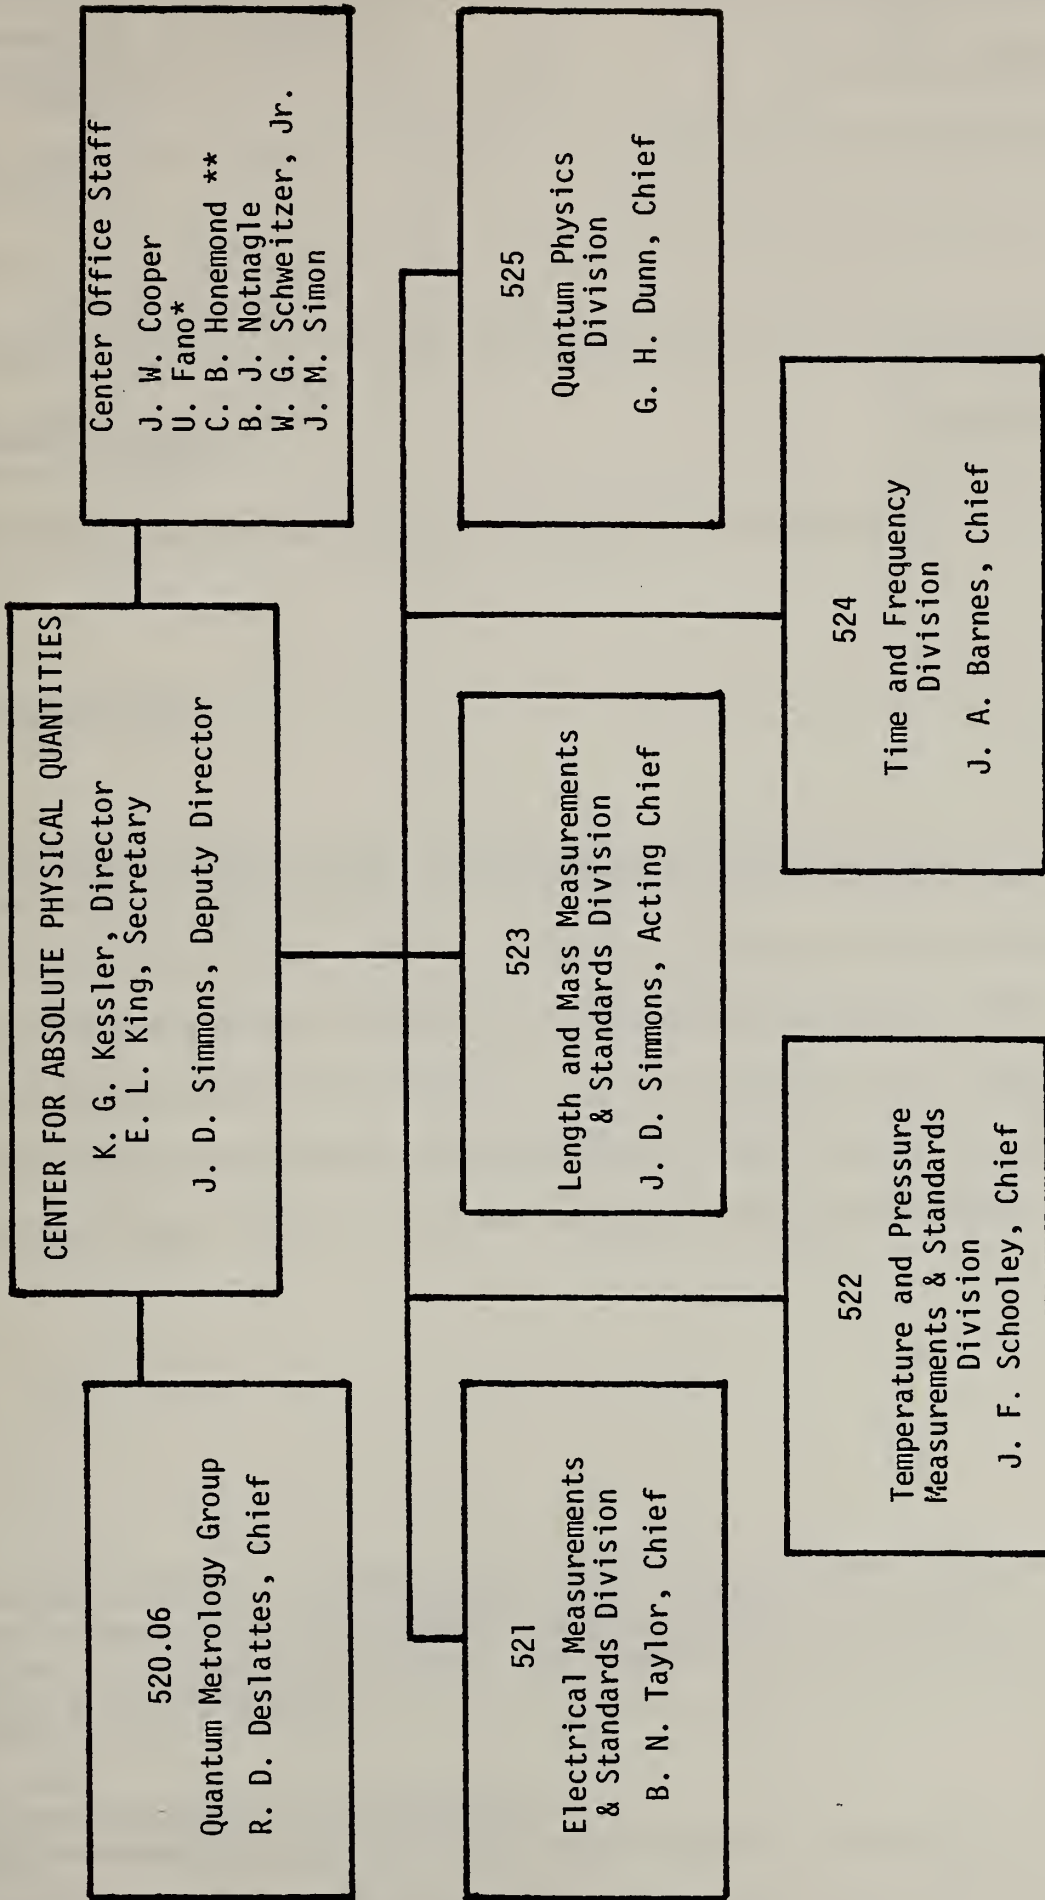 CENTER FOR ABSOLUTE PHYSICAL QUANTITIES
K. G. Kessler, Director
E. L. King, Secretary
J. D. Simmons, Deputy Director
520.06
Quantum Metrology Group
R. D. Deslattes, Chief
Center Office Staff
J. W. Cooper
U. Fano*
C. B. Honemond **
B. J. Notnagle
W. G. Schweitzer, Jr.
J. M. Simon
521
Electrical Measurements
& Standards Division
B. N. Taylor, Chief
523
Length and Mass Measurements
& Standards Division
J. D. Simmons, Acting Chief
525
Quantum Physics
Division
G. H. Dunn, Chief
522
Temperature and Pressure
Measurements & Standards
Division
J. F. Schooley, Chief
524
Time and Frequency
Division
J. A. Barnes, Chief